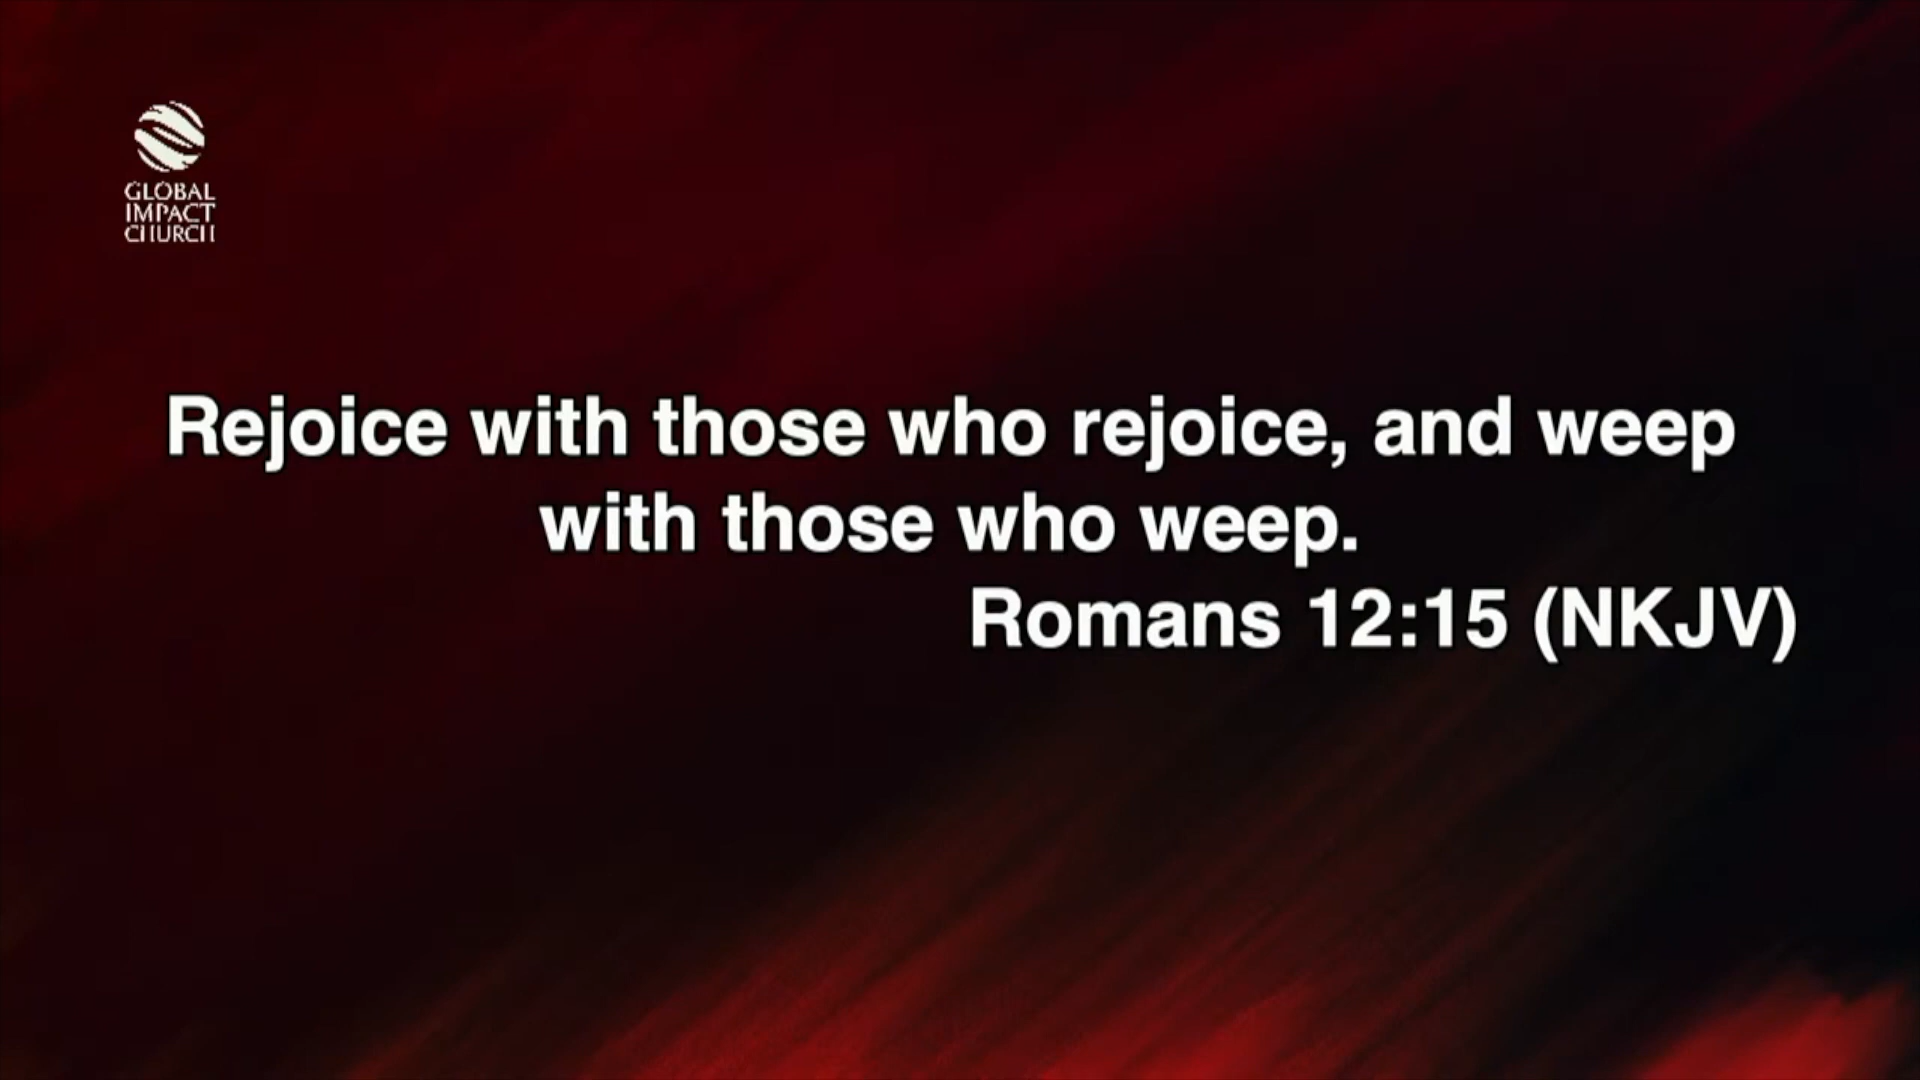 GLOBAL
IMPACT
CHURCH
Rejoice with those who rejoice, and weep
with those who weep.
Romans 12:15 (NKJV)